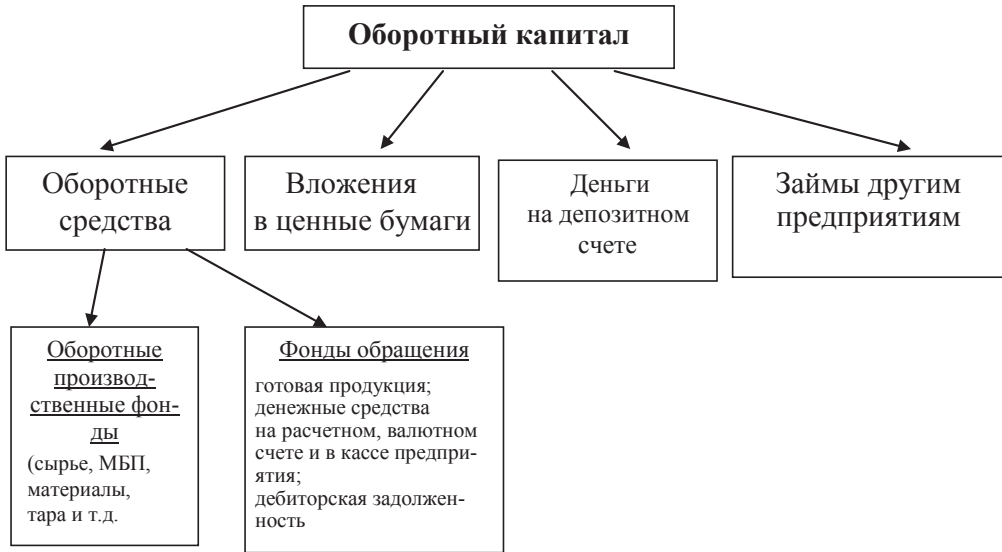 Оборотный капитал
Оборотные
средства
Вложения
в ценные бумаги
Деньги
на депозитном
счете
Займы другим
предприятиям
Оборотные
производ-
ственные фон-
ды
(сырье, МБП,
материалы,
тара и т.д.
Фонды обращения
готовая продукция;
денежные средства
на расчетном, валютном
счете и в кассе предпри-
ятия;
дебиторская задолжен-
ность